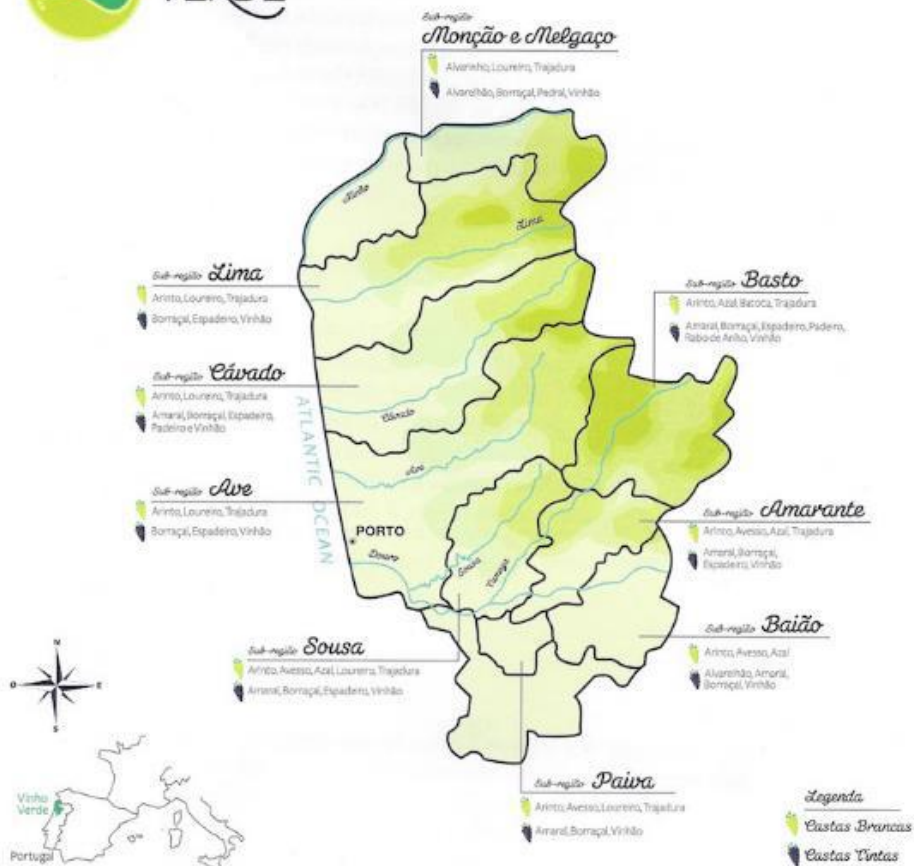 Sub-região Monção e Melgaço
Alvarinho, Loureiro, Trajadura
Alvarelhão, Borraçal, Pedral, Vinhão
Minho
Lima
Sub-região Lima
Arinto, Loureiro, Trajadura
Borraçal, Espadeiro, Vinhão
Sub-região Basto
Arinto, Azal, Batoca, Trajadura
Amaral, Borraçal, Espadeiro, Padeiro,
Rabo de Anho, Vinhão
Sub-região Cávado
Arinto, Loureiro, Trajadura
Amaral, Borraçal, Espadeiro,
Padeiro e Vinhão
Cávado
ATLANTIC OCEAN
Ave
Sub-região Ave
Arinto, Loureiro, Trajadura
Borraçal, Espadeiro, Vinhão
PORTO
Douro
Sousa
Tâmega
Sub-região Amarante
Arinto, Avesso, Azal, Trajadura
Amaral, Borraçal,
Espadeiro, Vinhão
Sub-região Baião
Arinto, Avesso, Azal
Alvarelhão, Amaral,
Borraçal, Vinhão
Sub-região Sousa
Arinto, Avesso, Azal, Loureiro, Trajadura
Amaral, Borraçal, Espadeiro, Vinhão
N
O
E
S
Sub-região Paiva
Arinto, Avesso, Loureiro, Trajadura
Amaral, Borraçal, Vinhão
Vinho
Verde
Portugal
Legenda
Castas Brancas
Castas Tintas